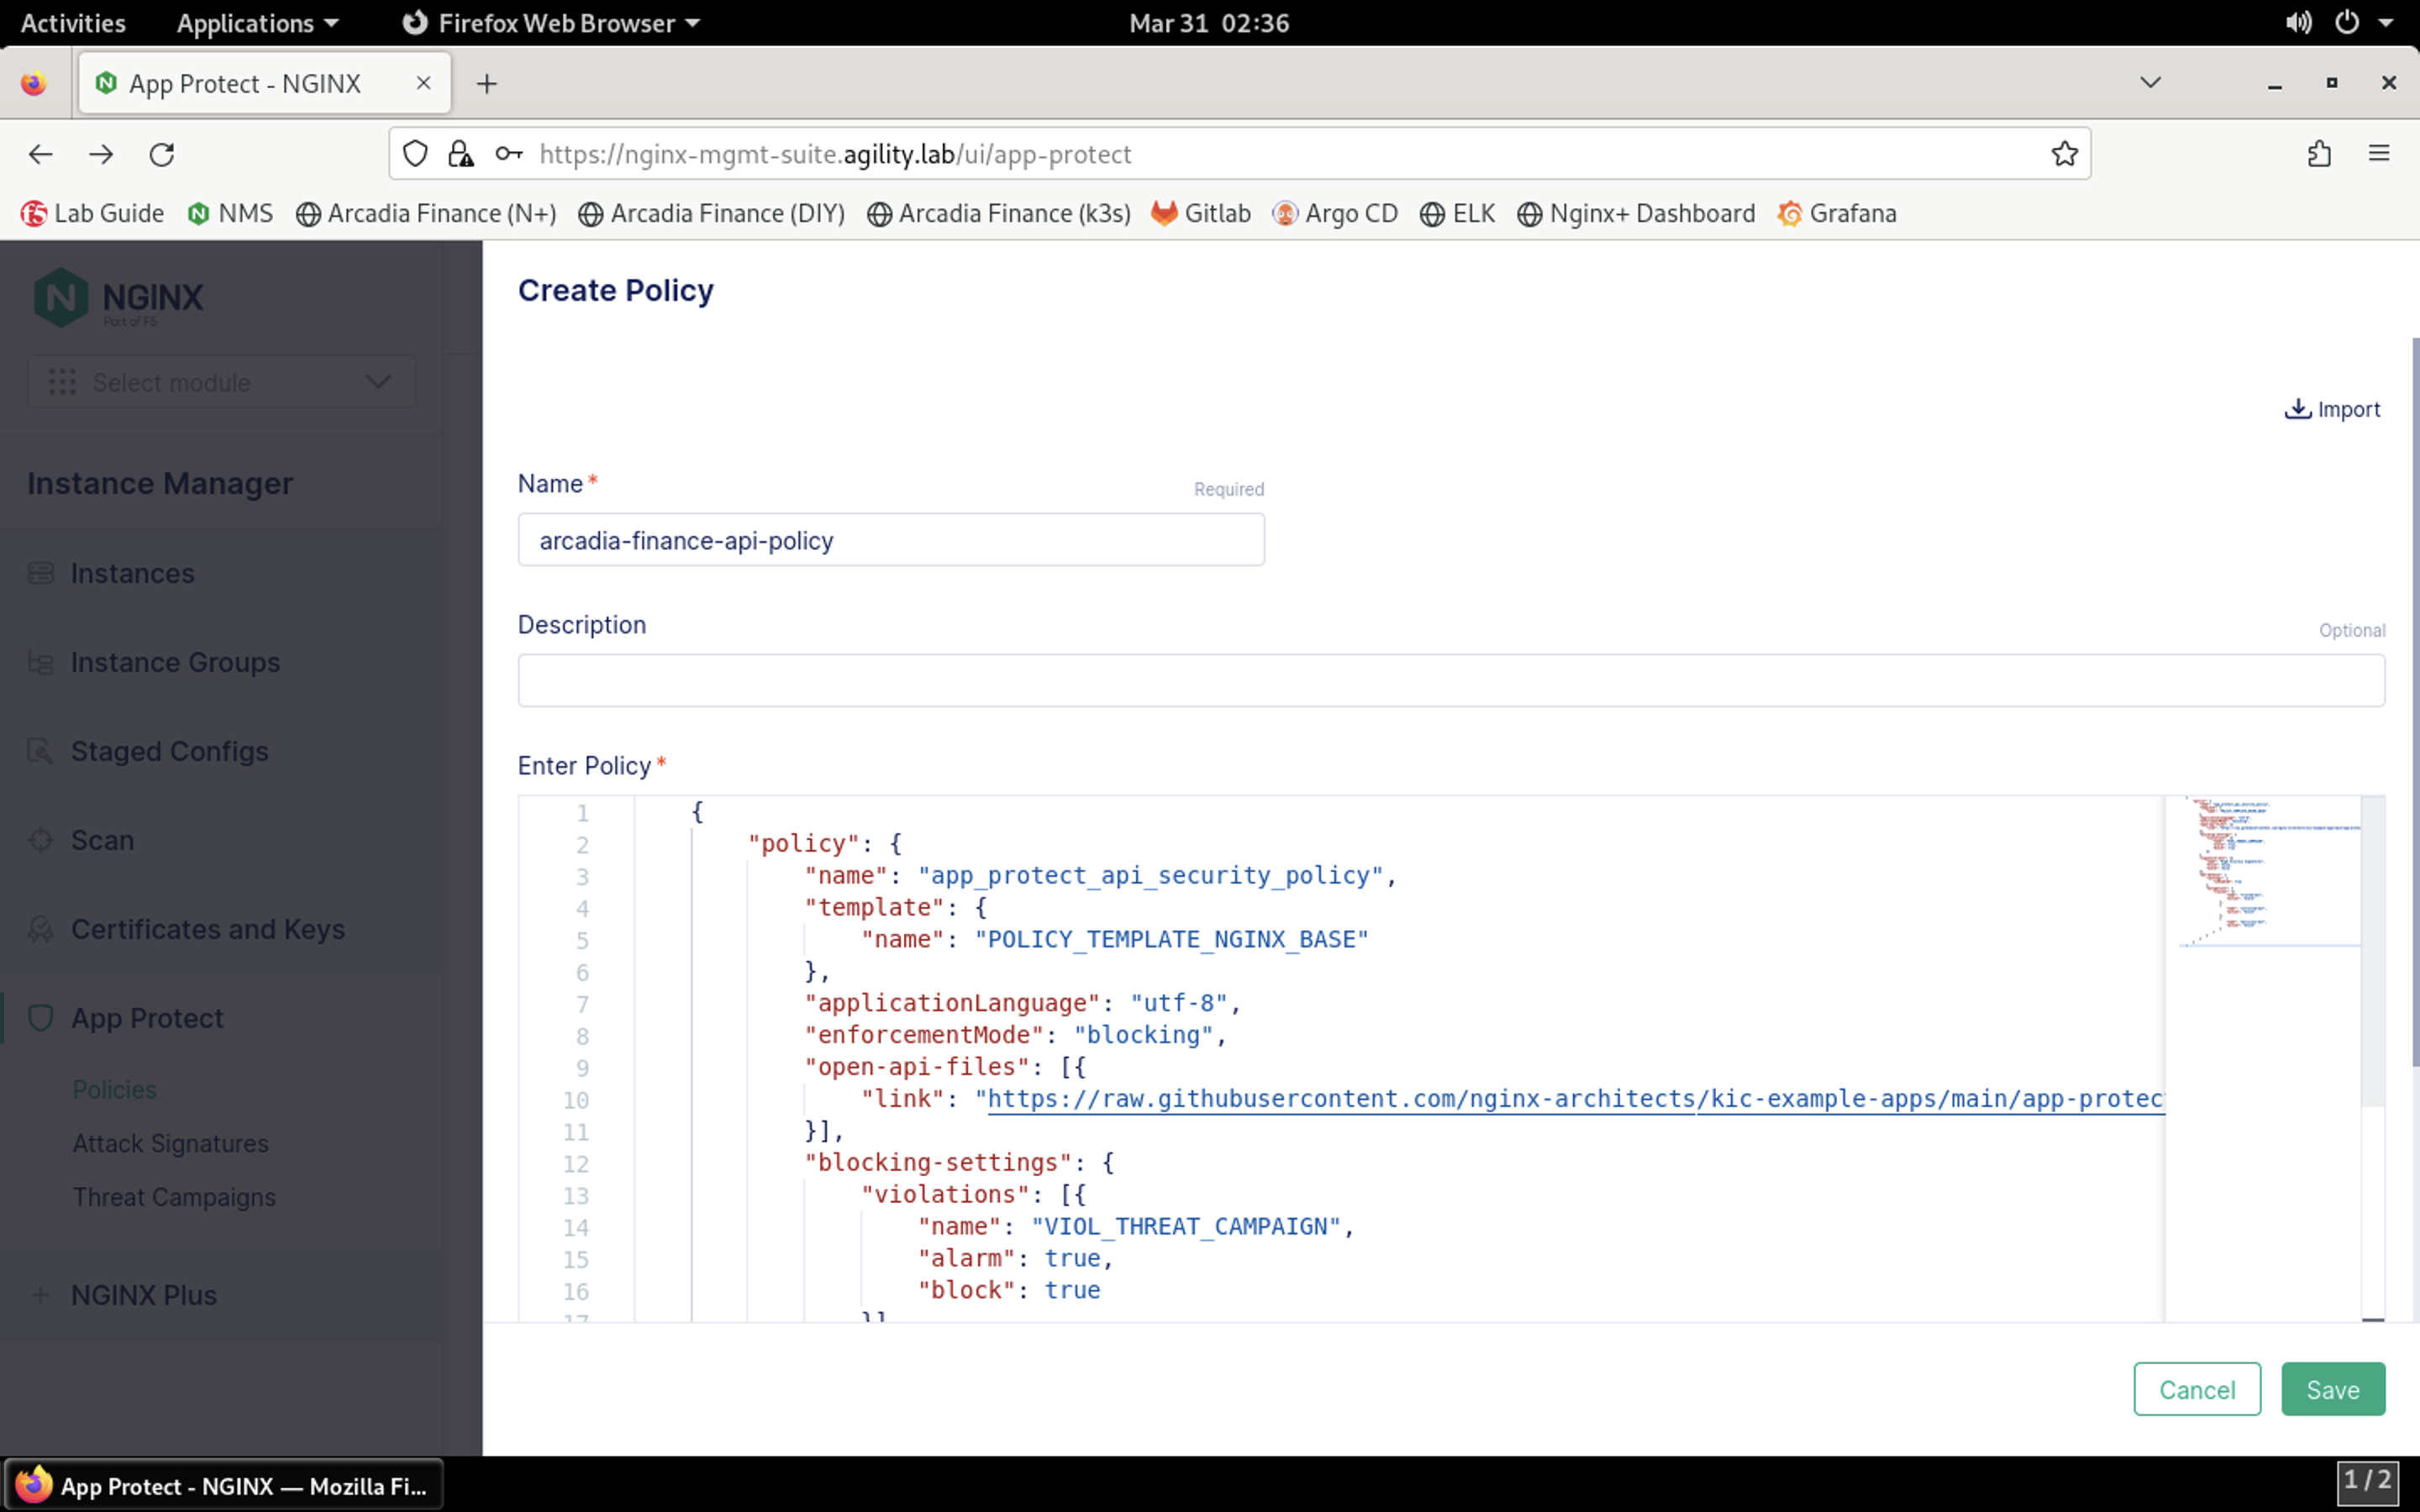 Activities Applications Firefox Web Browser Mar 31 02:36
App Protect - NGINX
https://nginx-mgmt-suite.agility.lab/ui/app-protect
Lab Guide NMS Arcadia Finance (N+) Arcadia Finance (DIY) Arcadia Finance (k3s) Gitlab Argo CD ELK Nginx+ Dashboard Grafana
NGINX
Part of F5
Select module
Instance Manager
Instances
Instance Groups
Staged Configs
Scan
Certificates and Keys
App Protect
Policies
Attack Signatures
Threat Campaigns
NGINX Plus
Create Policy
Import
Name* Required
arcadia-finance-api-policy
Description Optional
Enter Policy*
1 {
2 "policy": {
3 "name": "app_protect_api_security_policy",
4 "template": {
5 "name": "POLICY_TEMPLATE_NGINX_BASE"
6 },
7 "applicationLanguage": "utf-8",
8 "enforcementMode": "blocking",
9 "open-api-files": [{
10 "link": "https://raw.githubusercontent.com/nginx-architects/kic-example-apps/main/app-protec
11 }],
12 "blocking-settings": {
13 "violations": [{
14 "name": "VIOL_THREAT_CAMPAIGN",
15 "alarm": true,
16 "block": true
17 }]
Cancel Save
App Protect - NGINX — Mozilla Fi... 1 / 2